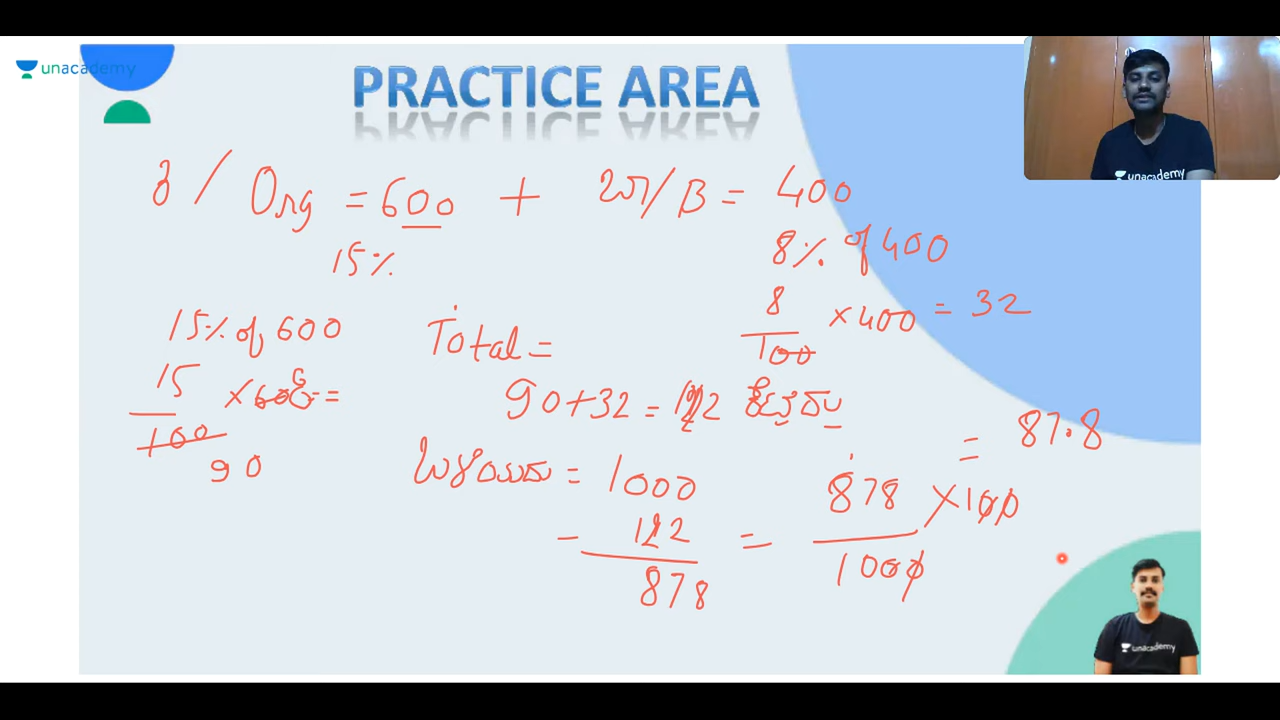 unacademy
PRACTICE AREA
3 / Org = 600 + ಬಾ/B = 400
15%
8% of 400
8/100 × 400 = 32
15% of 600
15/100 × 600 =
90
Total =
90 + 32 = 122
= 1000
- 122
878
= 878/1000 × 100
= 87.8
unacademy
unacademy